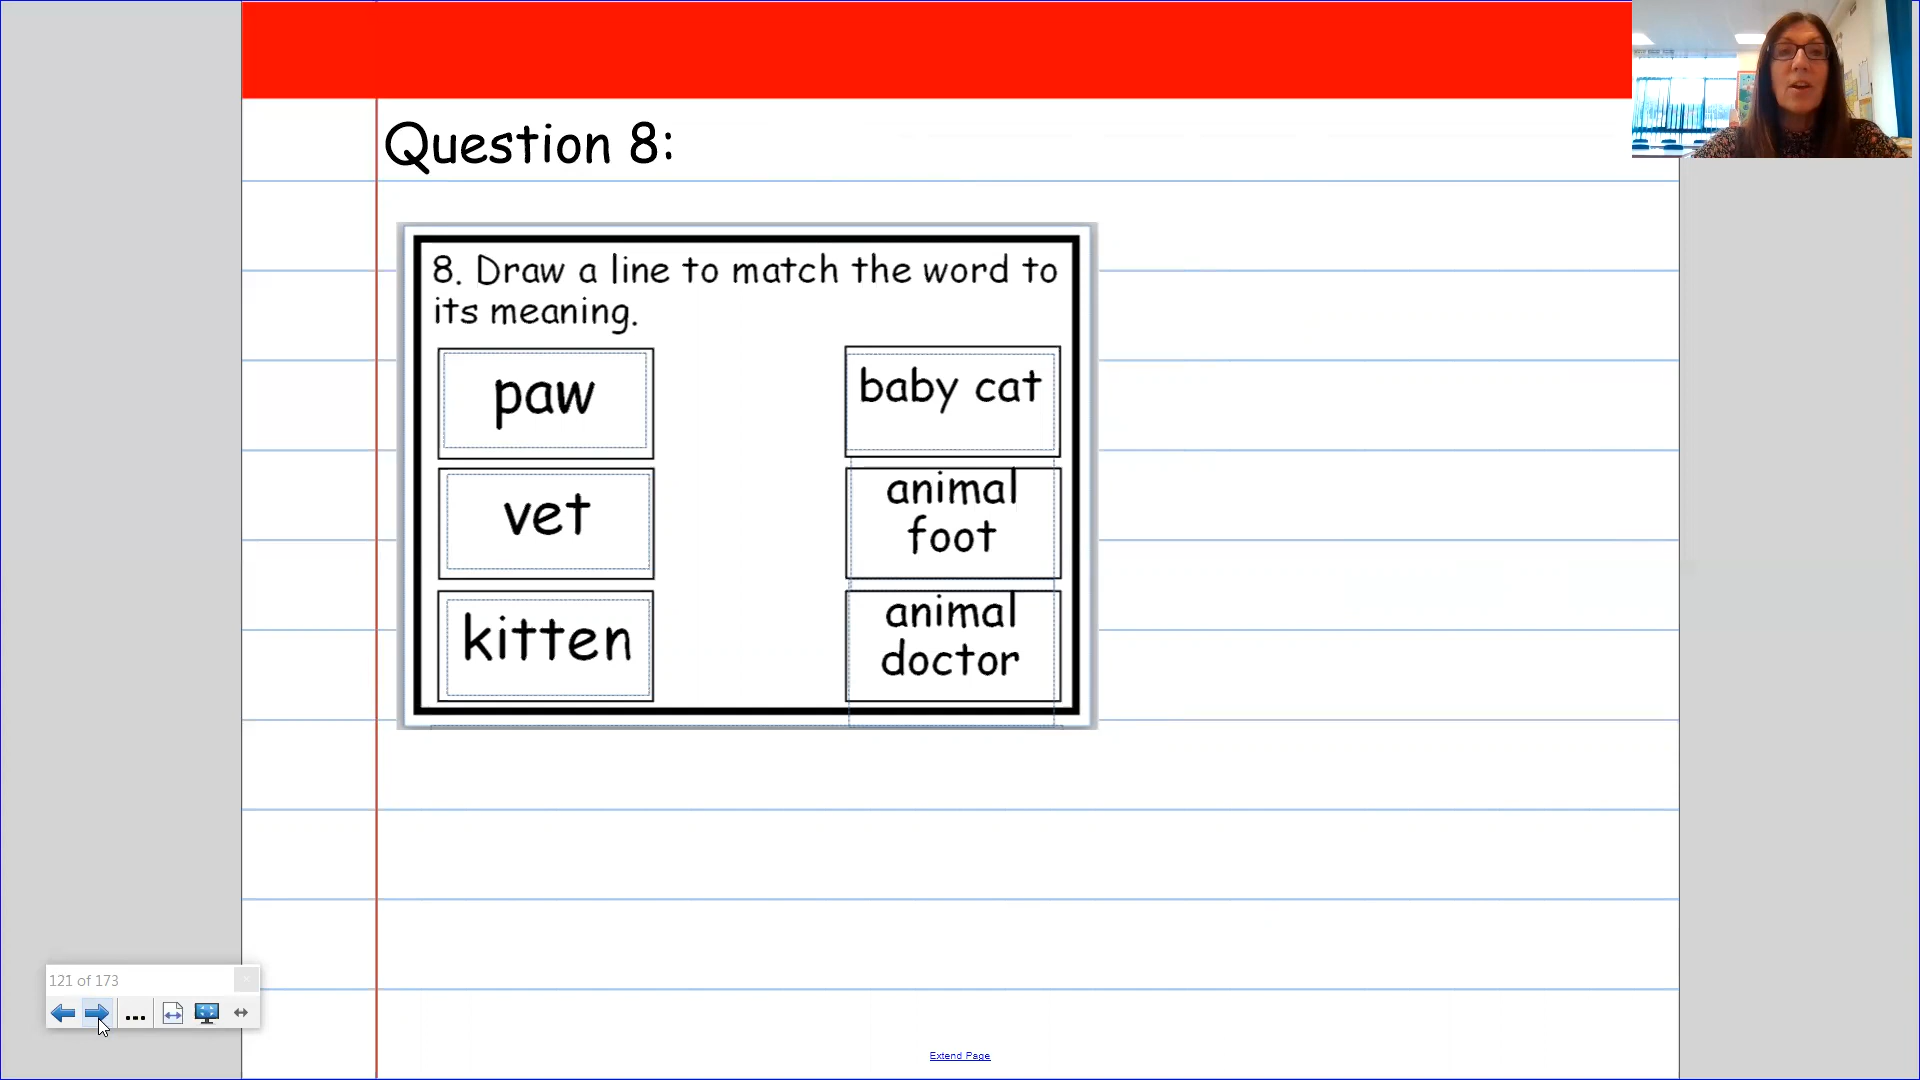 Question 8:
8. Draw a line to match the word to
its meaning.
paw
baby cat
vet
animal
foot
kitten
animal
doctor
121 of 173
...
Extend Page